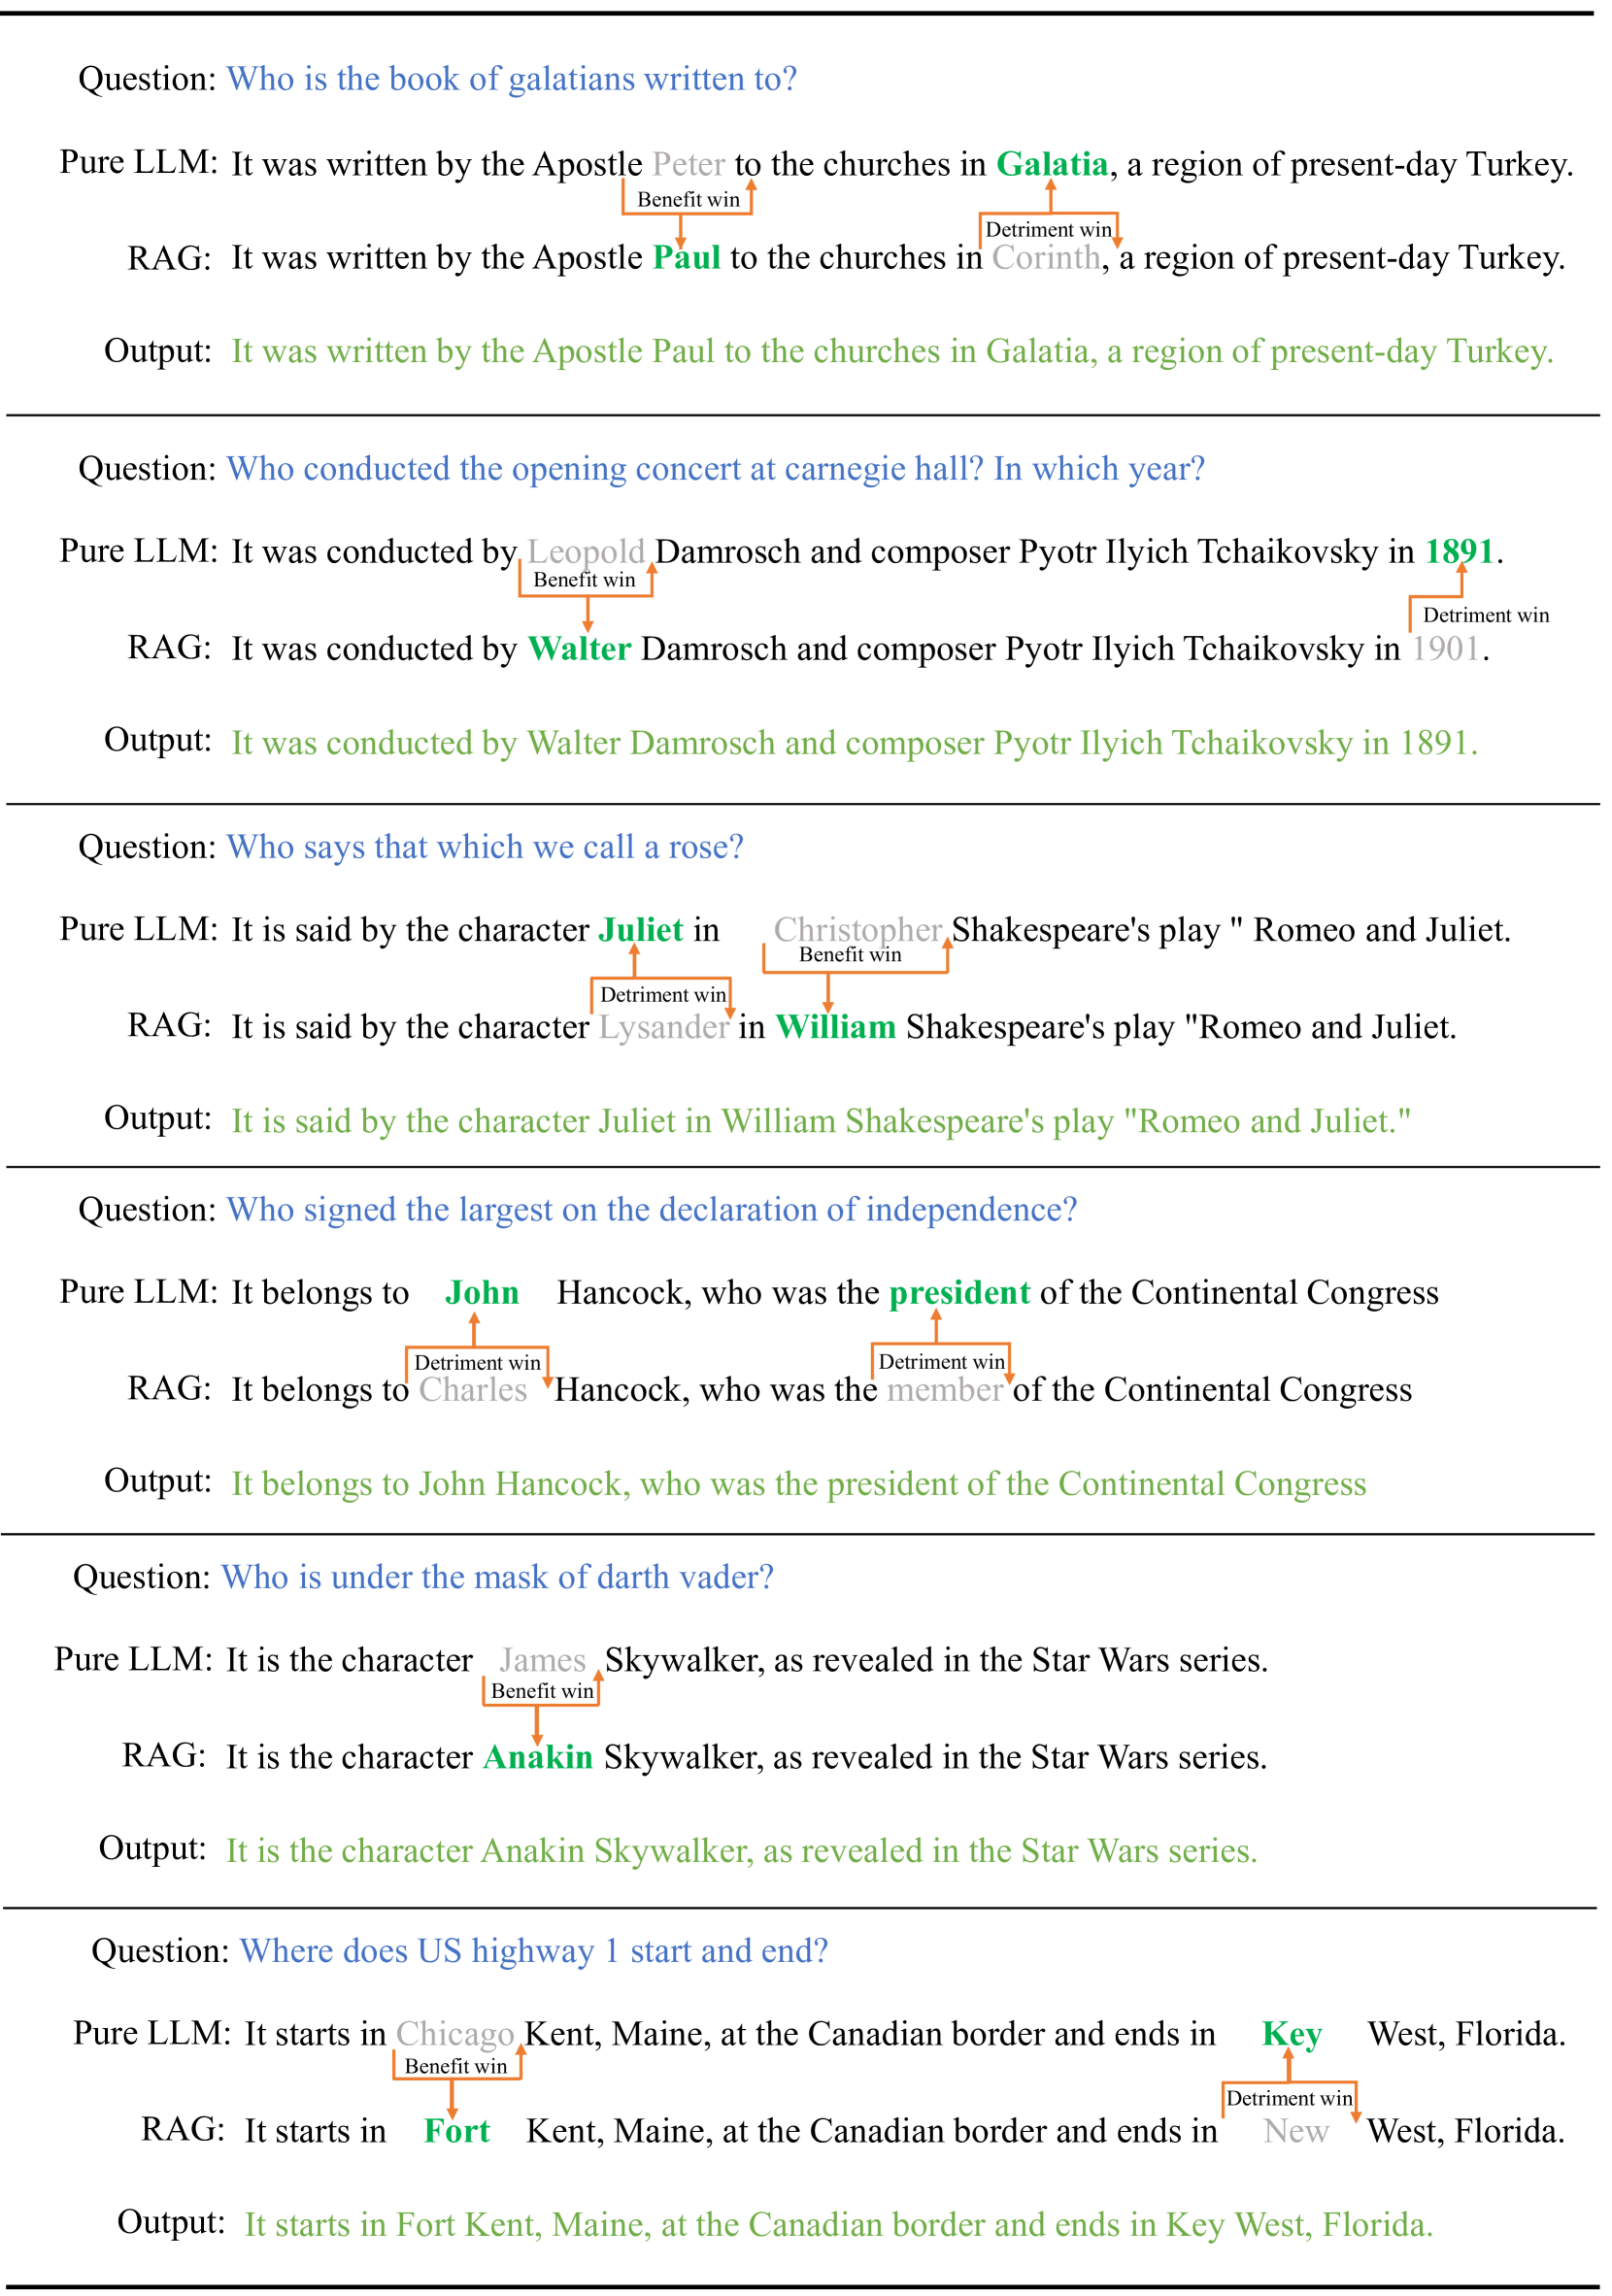 Question: Who is the book of galatians written to?
Pure LLM: It was written by the Apostle Peter to the churches in Galatia, a region of present-day Turkey.
Benefit win
Detriment win
RAG: It was written by the Apostle Paul to the churches in Corinth, a region of present-day Turkey.
Output: It was written by the Apostle Paul to the churches in Galatia, a region of present-day Turkey.
Question: Who conducted the opening concert at carnegie hall? In which year?
Pure LLM: It was conducted by Leopold Damrosch and composer Pyotr Ilyich Tchaikovsky in 1891.
Benefit win
Detriment win
RAG: It was conducted by Walter Damrosch and composer Pyotr Ilyich Tchaikovsky in 1901.
Output: It was conducted by Walter Damrosch and composer Pyotr Ilyich Tchaikovsky in 1891.
Question: Who says that which we call a rose?
Pure LLM: It is said by the character Juliet in Christopher Shakespeare's play " Romeo and Juliet.
Benefit win
Detriment win
RAG: It is said by the character Lysander in William Shakespeare's play "Romeo and Juliet.
Output: It is said by the character Juliet in William Shakespeare's play "Romeo and Juliet."
Question: Who signed the largest on the declaration of independence?
Pure LLM: It belongs to John Hancock, who was the president of the Continental Congress
Detriment win
Detriment win
RAG: It belongs to Charles Hancock, who was the member of the Continental Congress
Output: It belongs to John Hancock, who was the president of the Continental Congress
Question: Who is under the mask of darth vader?
Pure LLM: It is the character James Skywalker, as revealed in the Star Wars series.
Benefit win
RAG: It is the character Anakin Skywalker, as revealed in the Star Wars series.
Output: It is the character Anakin Skywalker, as revealed in the Star Wars series.
Question: Where does US highway 1 start and end?
Pure LLM: It starts in Chicago Kent, Maine, at the Canadian border and ends in Key West, Florida.
Benefit win
Detriment win
RAG: It starts in Fort Kent, Maine, at the Canadian border and ends in New West, Florida.
Output: It starts in Fort Kent, Maine, at the Canadian border and ends in Key West, Florida.